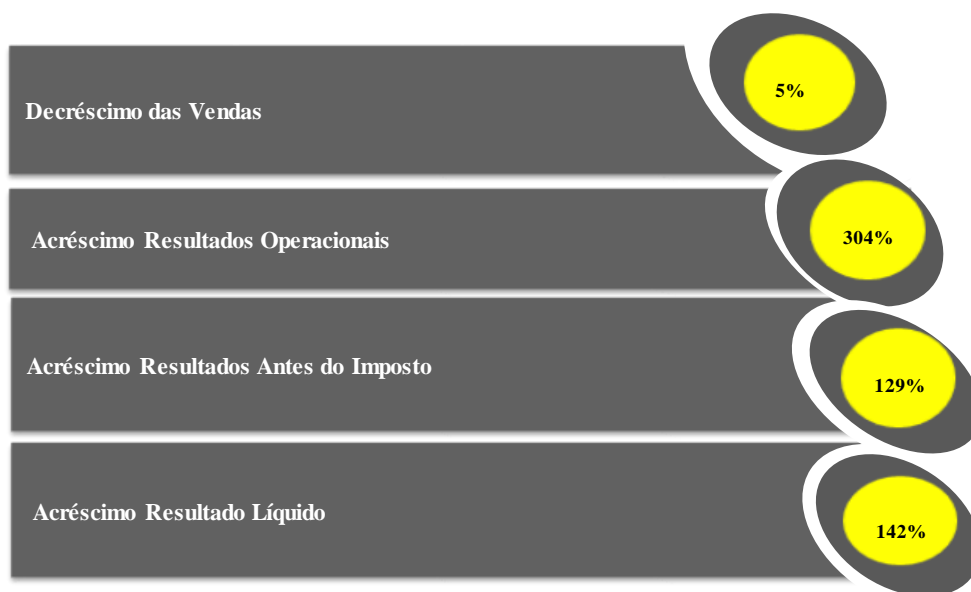 Decréscimo das Vendas
5%
Acréscimo Resultados Operacionais
304%
Acréscimo Resultados Antes do Imposto
129%
Acréscimo Resultado Líquido
142%